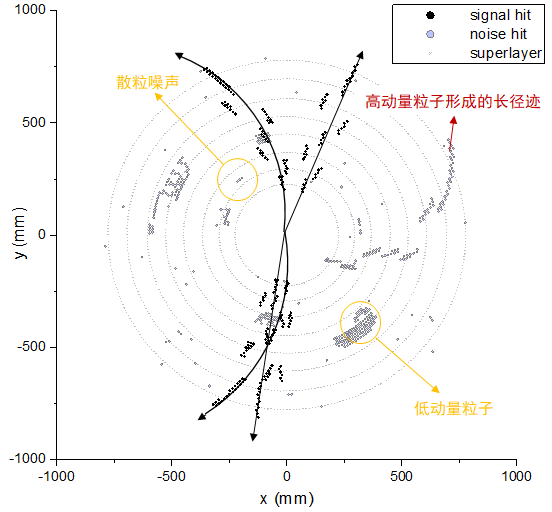 1000
signal hit
noise hit
superlayer
散粒噪声
高动量粒子形成的长径迹
500
y (mm)
0
-500
低动量粒子
-1000
-1000
-500
0
500
1000
x (mm)